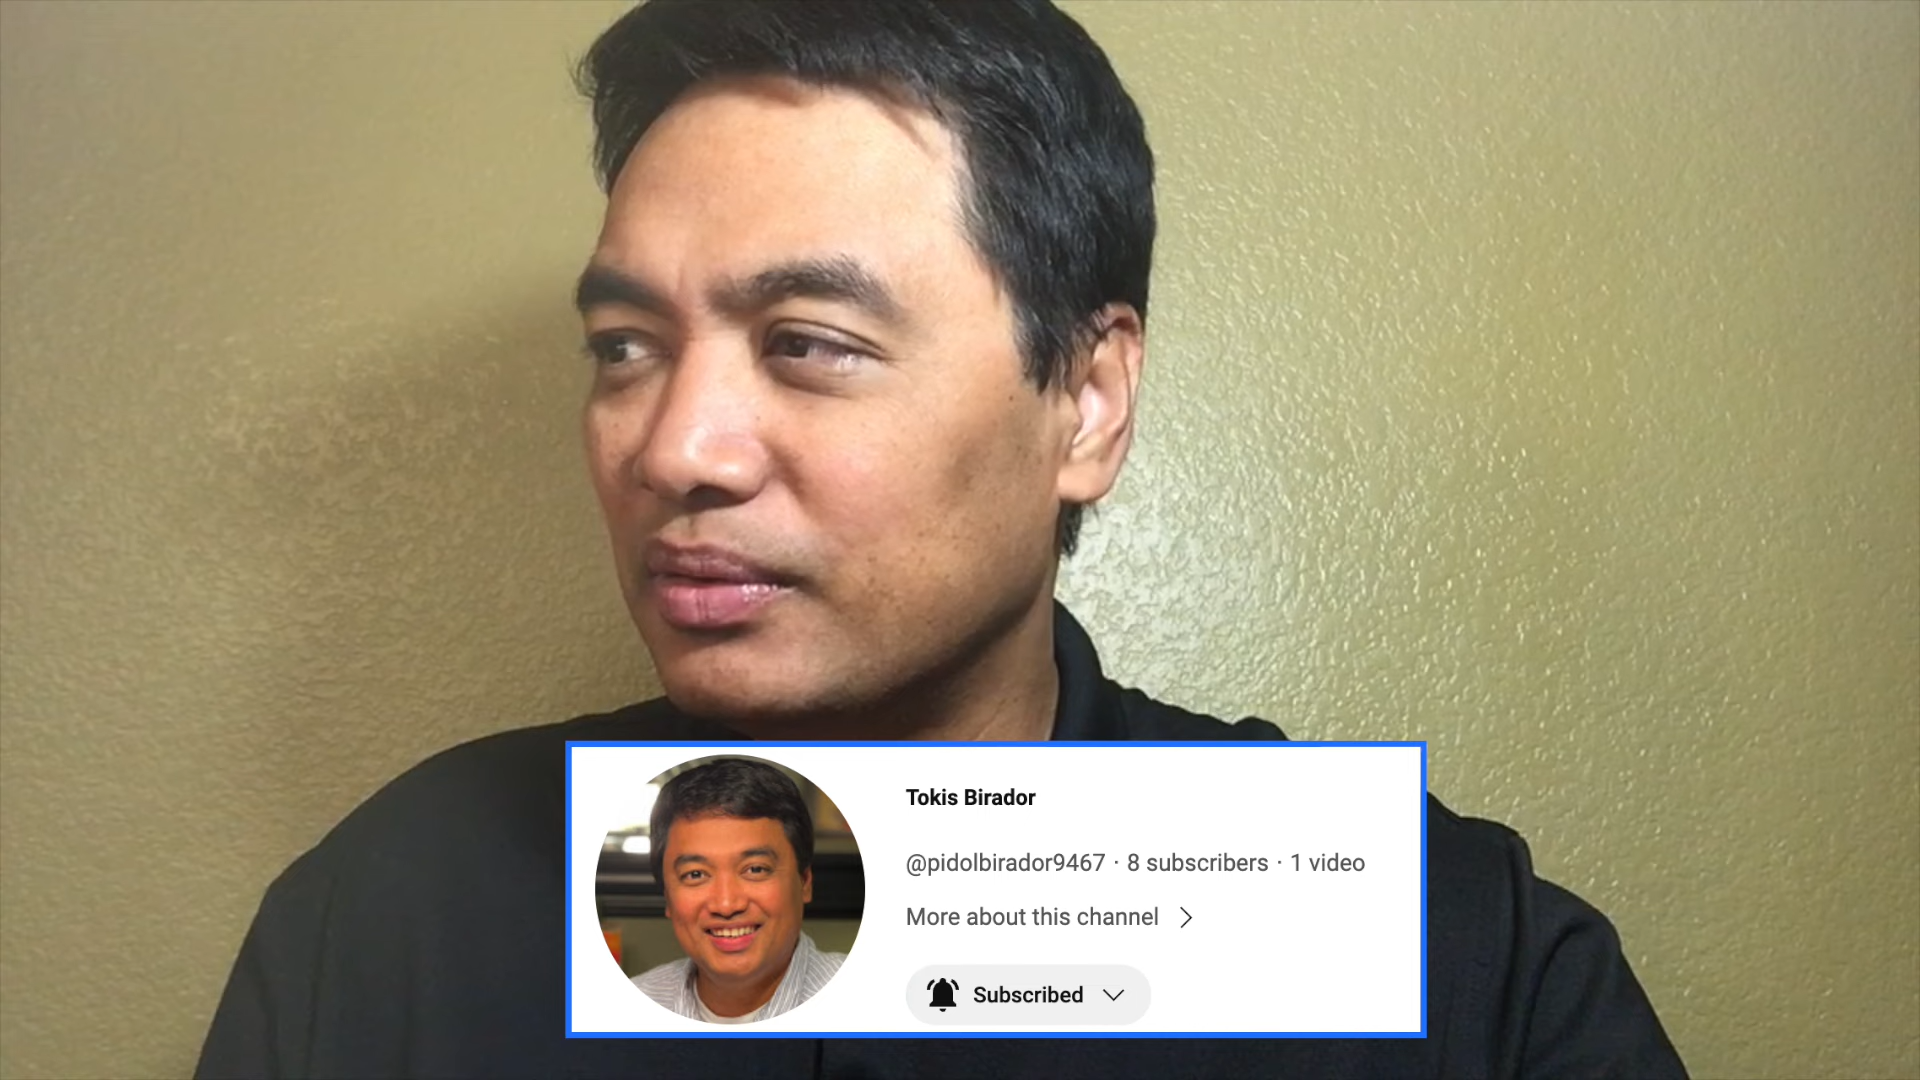 Tokis Birador
@pidolbirador9467 · 8 subscribers · 1 video
More about this channel
Subscribed